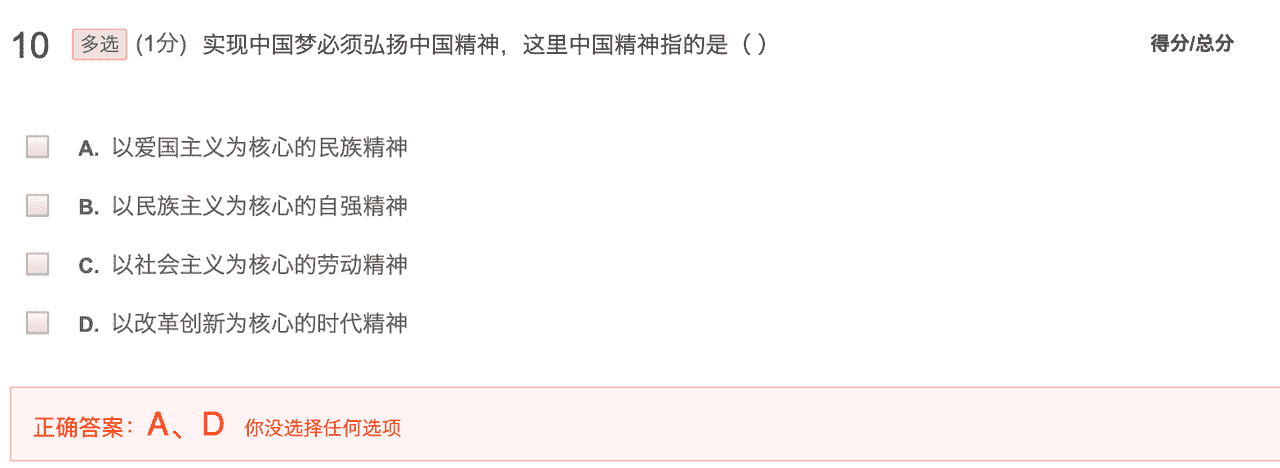 10 多选 (1分) 实现中国梦必须弘扬中国精神，这里中国精神指的是（ ） 得分/总分
A. 以爱国主义为核心的民族精神
B. 以民族主义为核心的自强精神
C. 以社会主义为核心的劳动精神
D. 以改革创新为核心的时代精神
正确答案：A、D 你没选择任何选项